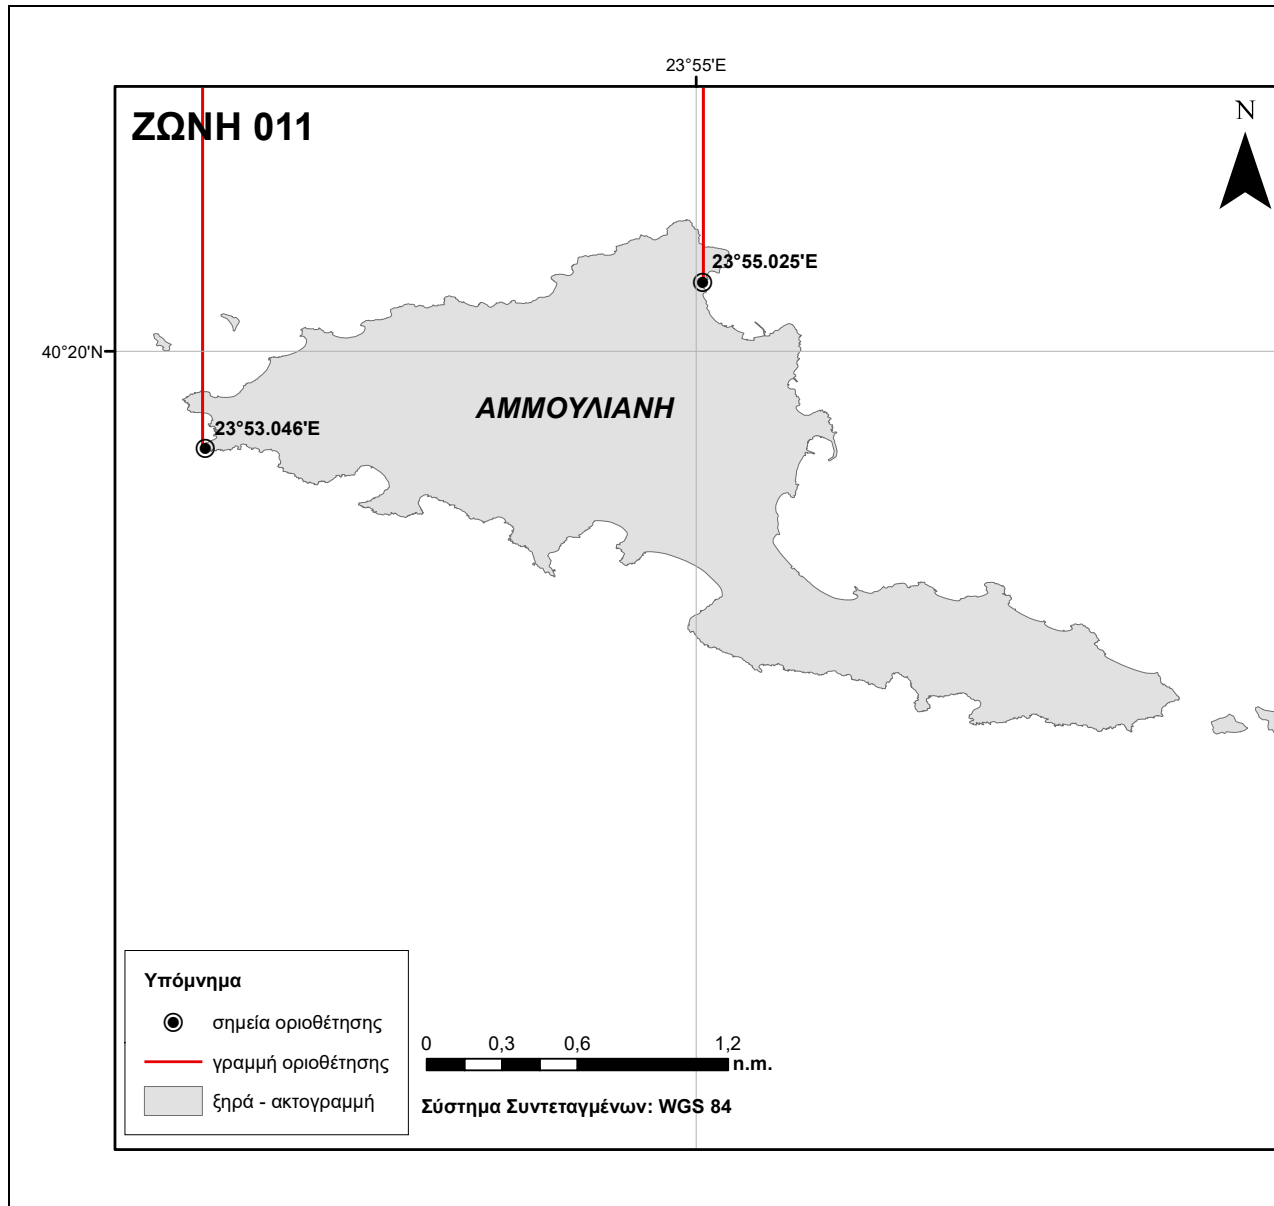 23°55'E
ΖΩΝΗ 011
N
23°55.025'E
40°20'N
ΑΜΜΟΥΛΙΑΝΗ
23°53.046'E
Υπόμνημα
σημεία οριοθέτησης
γραμμή οριοθέτησης
ξηρά - ακτογραμμή
0 0,3 0,6 1,2
n.m.
Σύστημα Συντεταγμένων: WGS 84